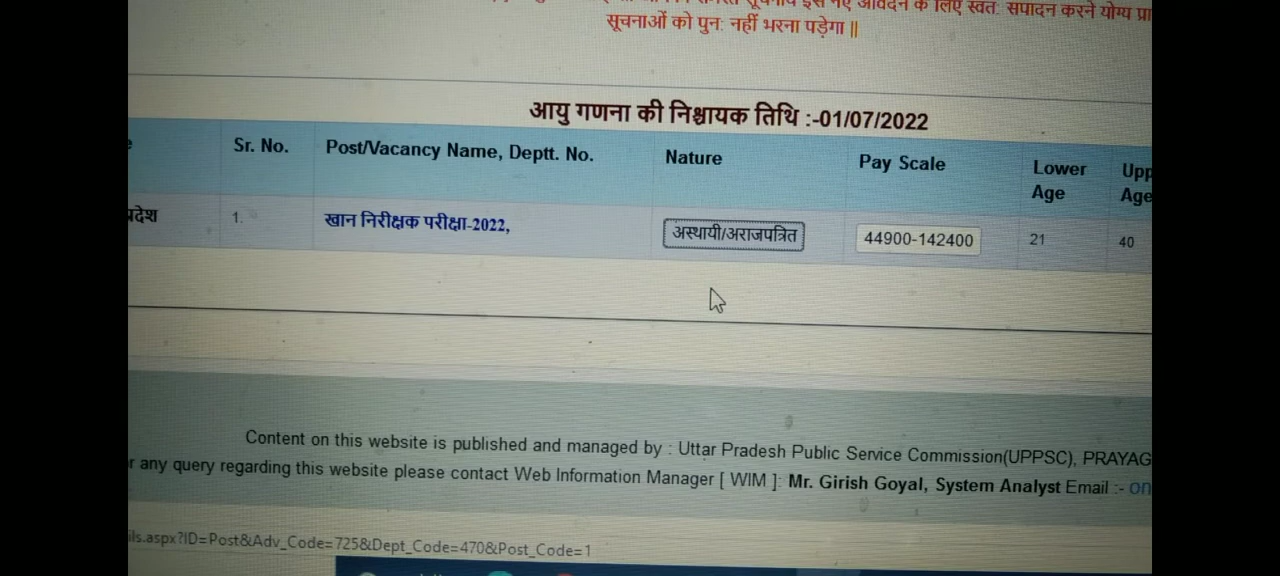 सूचनाओं को पुन: नहीं भरना पड़ेगा ||
आयु गणना की निश्चायक तिथि :-01/07/2022
Sr. No. Post/Vacancy Name, Deptt. No. Nature Pay Scale Lower Age Upp Age
प्रदेश 1. खान निरीक्षक परीक्षा-2022, अस्थायी/अराजपत्रित 44900-142400 21 40
Content on this website is published and managed by : Uttar Pradesh Public Service Commission(UPPSC), PRAYAG
r any query regarding this website please contact Web Information Manager [ WIM ]: Mr. Girish Goyal, System Analyst Email :- on
ils.aspx?ID=Post&Adv_Code=725&Dept_Code=470&Post_Code=1